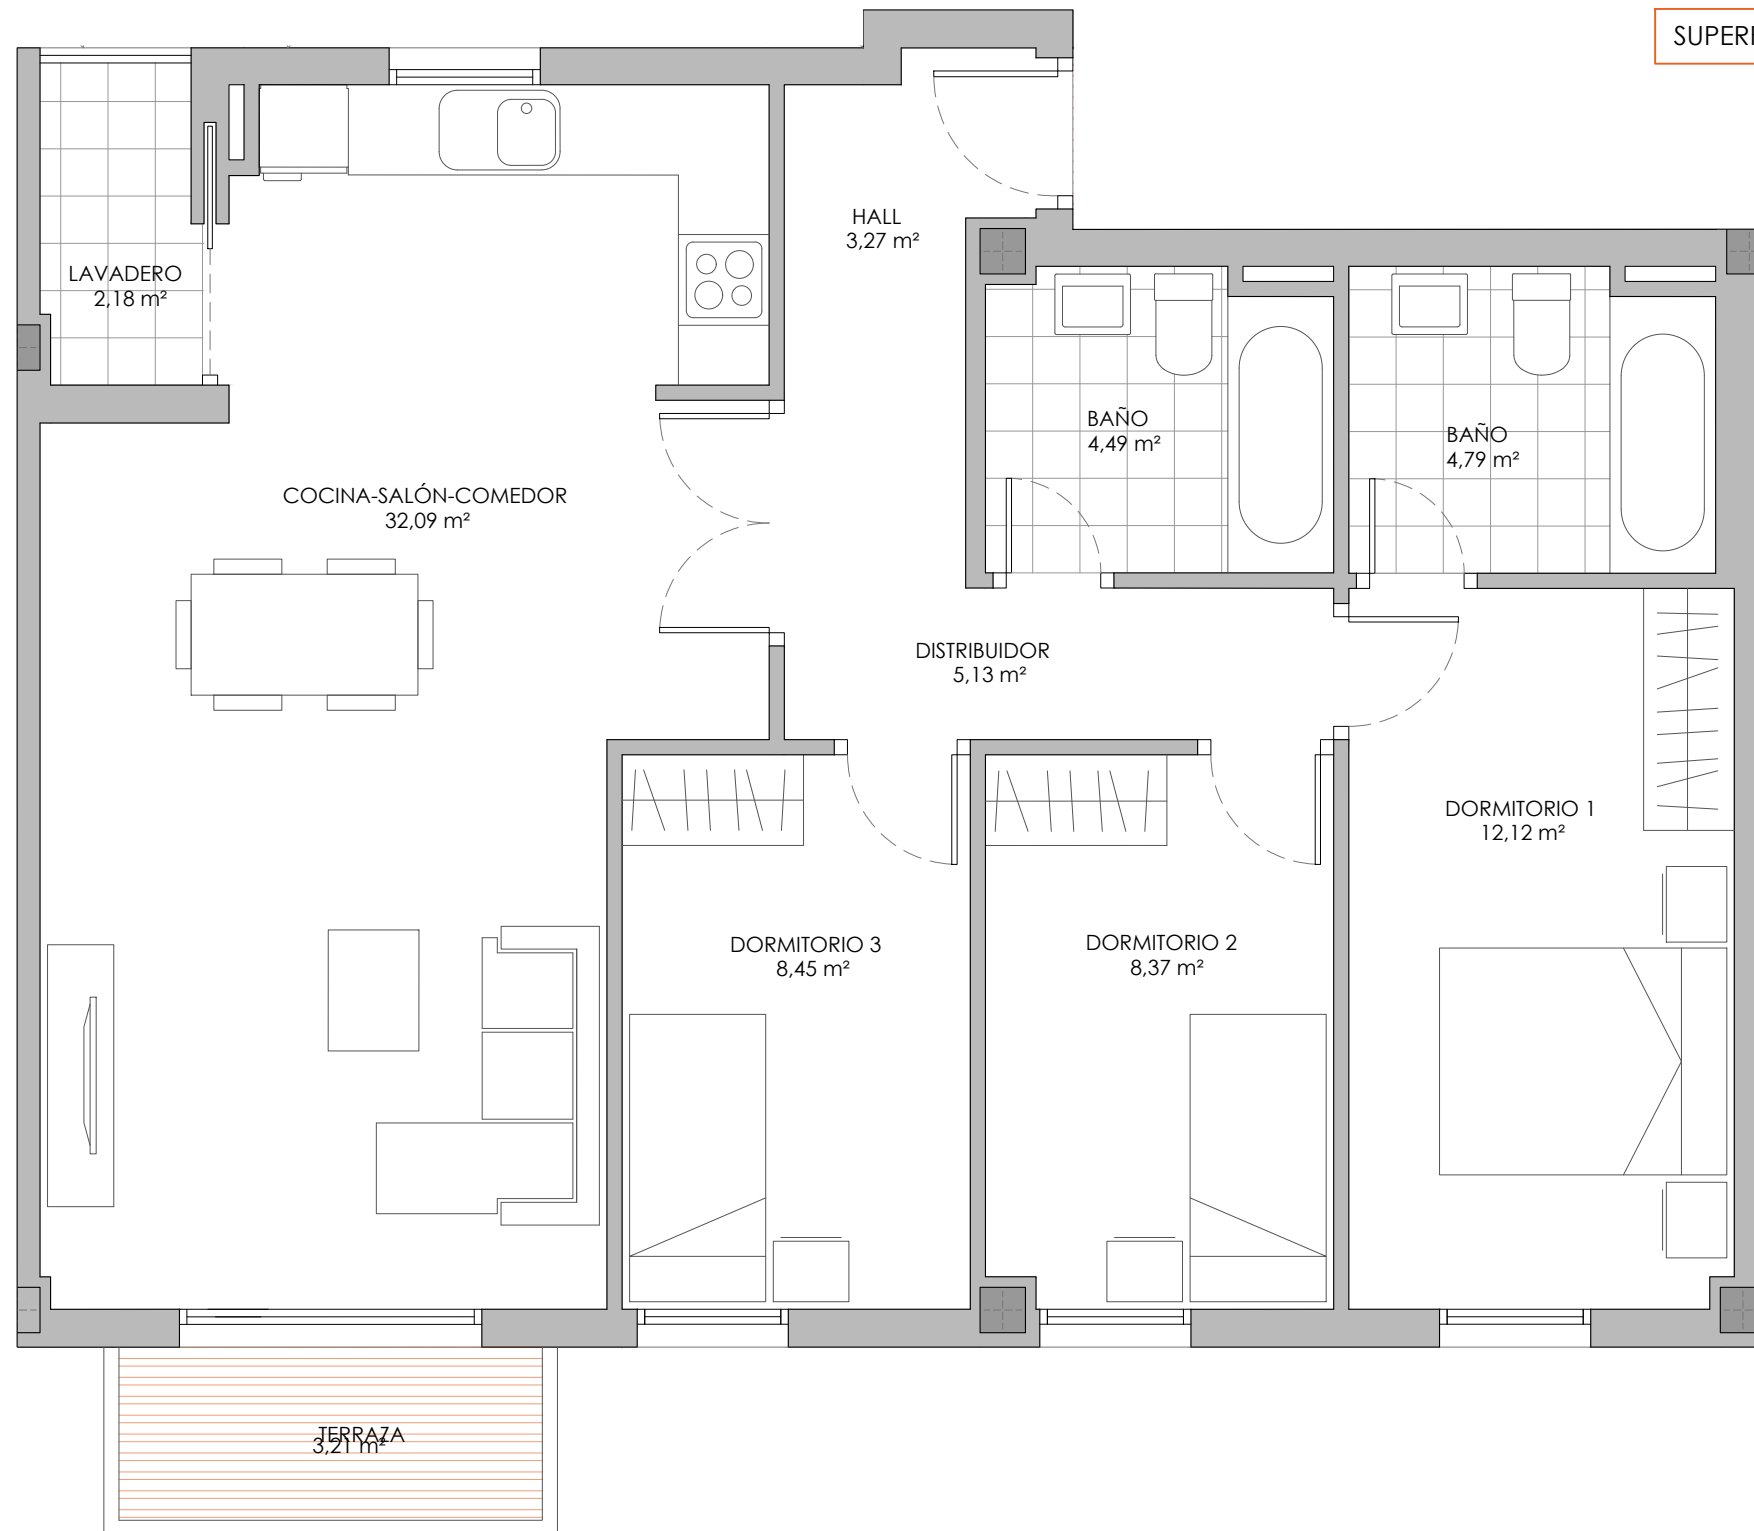 SUPERF
HALL
3,27 m²
LAVADERO
2,18 m²
BAÑO
4,49 m²
BAÑO
4,79 m²
COCINA-SALÓN-COMEDOR
32,09 m²
DISTRIBUIDOR
5,13 m²
DORMITORIO 1
12,12 m²
DORMITORIO 3
8,45 m²
DORMITORIO 2
8,37 m²
TERRAZA
3,21 m²